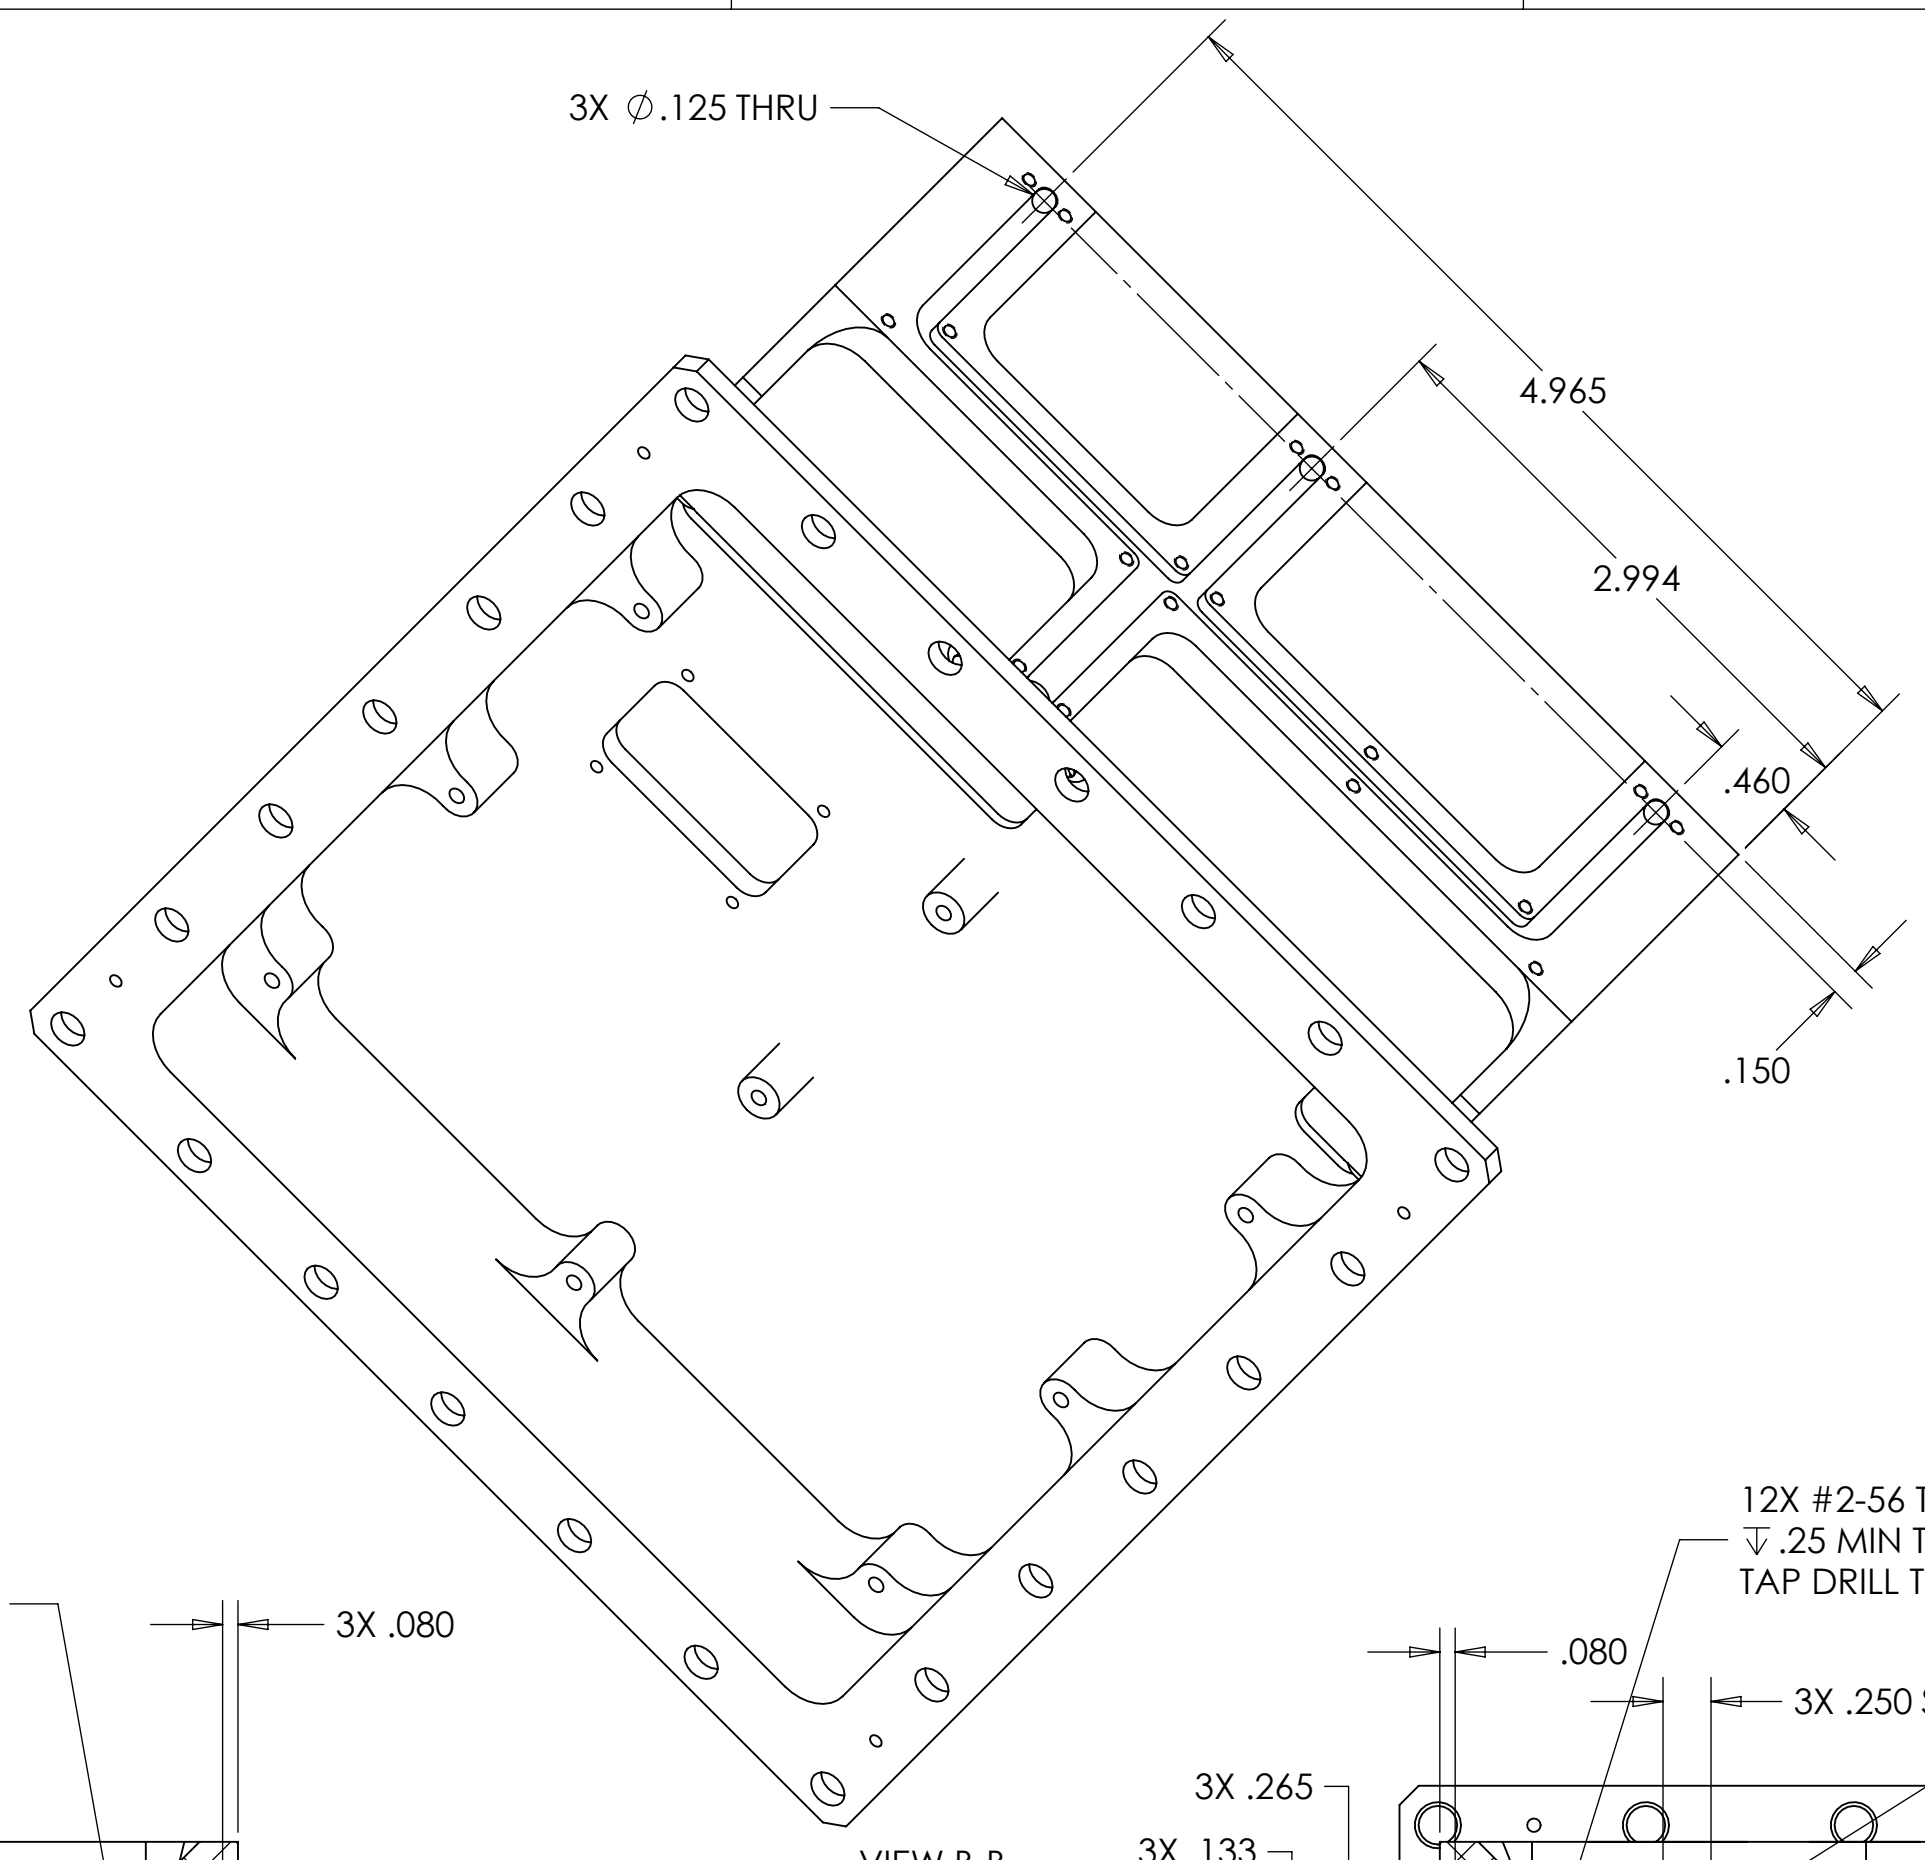 3X ∅.125 THRU
4.965
2.994
.460
.150
12X #2-56 T
↧ .25 MIN T
TAP DRILL T
3X .080
.080
3X .250
3X .265
3X .133
VIEW B-B